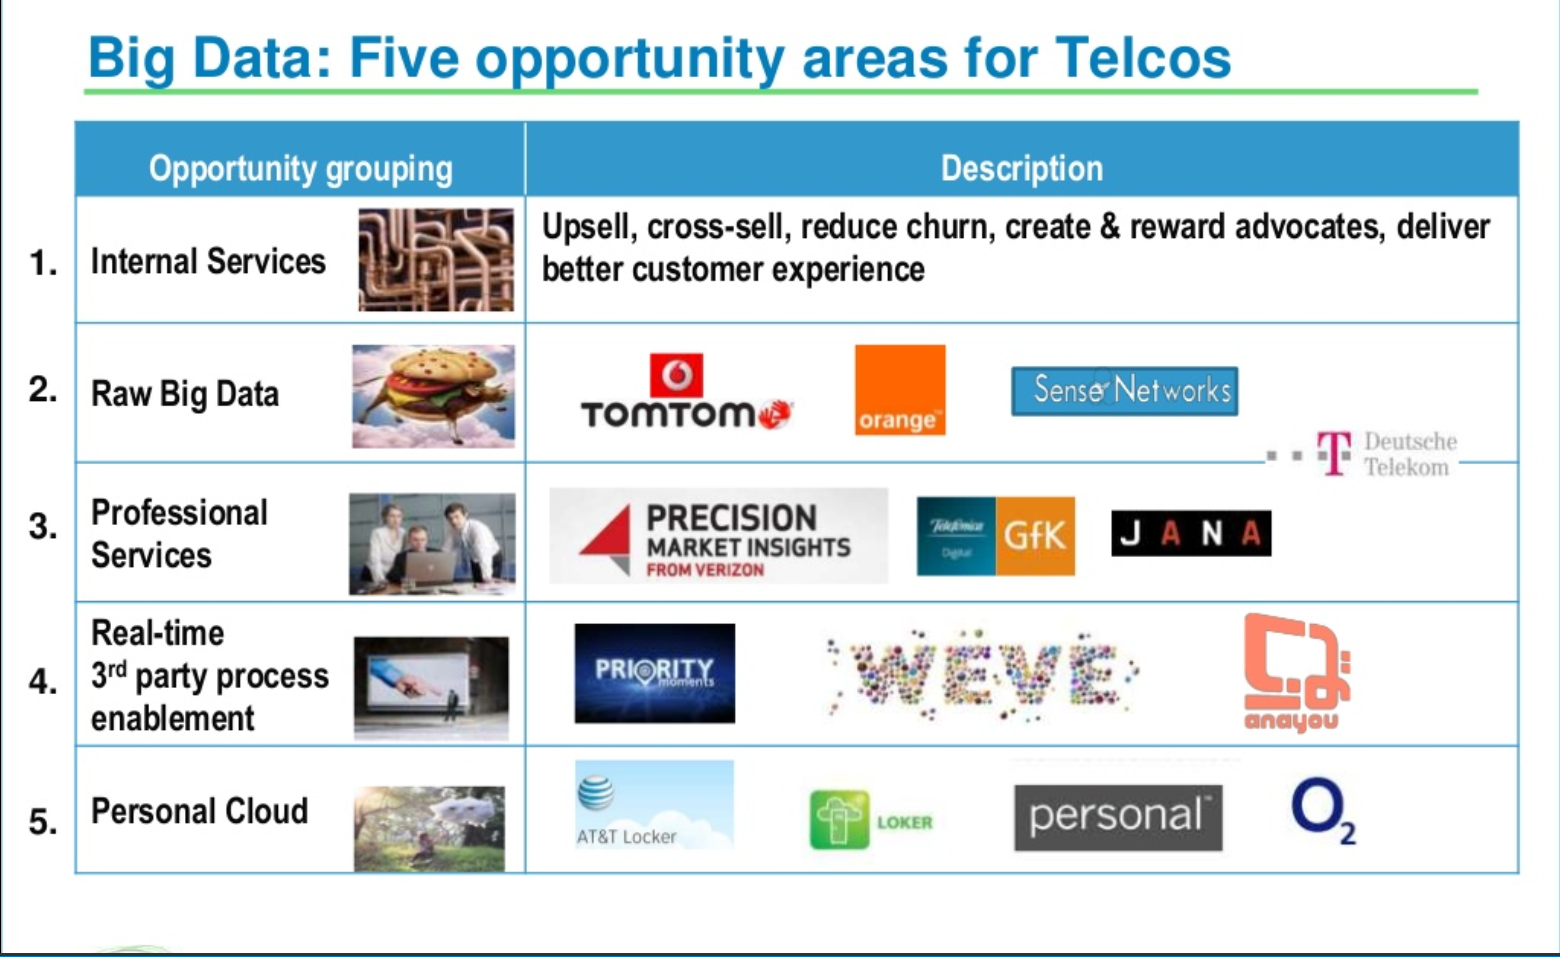 Big Data: Five opportunity areas for Telcos
Opportunity grouping
Description
1.
Internal Services
Upsell, cross-sell, reduce churn, create & reward advocates, deliver
better customer experience
2.
Raw Big Data
TOMTOM
orange™
Sense Networks
Deutsche
Telekom
3.
Professional
Services
PRECISION
MARKET INSIGHTS
FROM VERIZON
Telefónica
Digital
GfK
JANA
4.
Real-time
3rd party process
enablement
PRIORITY
moments
WEVE
anayou
5.
Personal Cloud
AT&T Locker
LOKER
personal™
O2